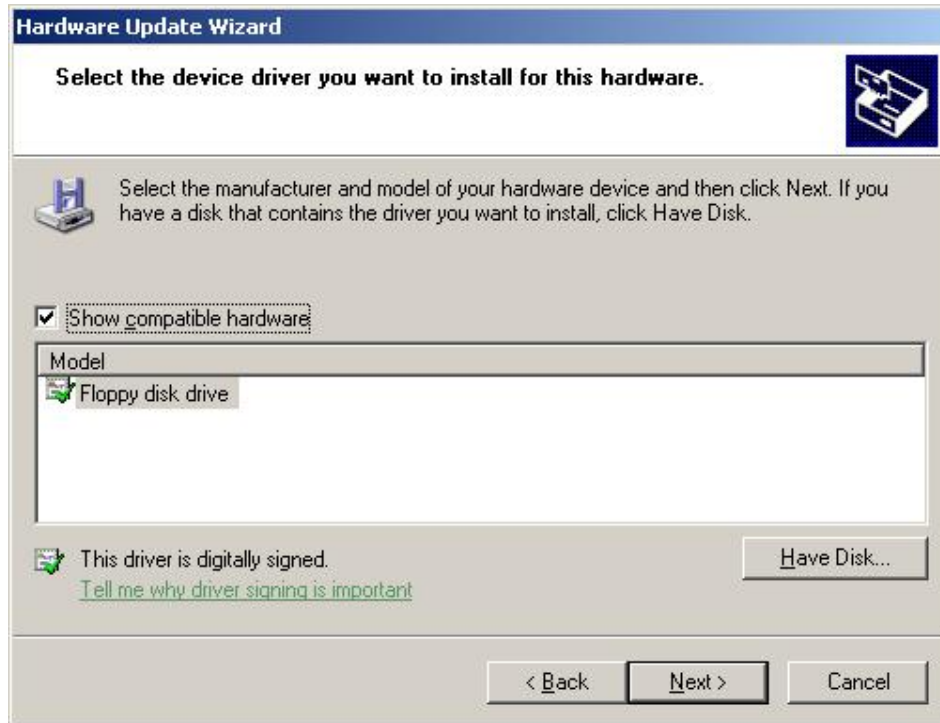 Hardware Update Wizard
Select the device driver you want to install for this hardware.
Select the manufacturer and model of your hardware device and then click Next. If you
have a disk that contains the driver you want to install, click Have Disk.
Show compatible hardware
Model
Floppy disk drive
This driver is digitally signed.
Have Disk...
Tell me why driver signing is important
< Back
Next >
Cancel